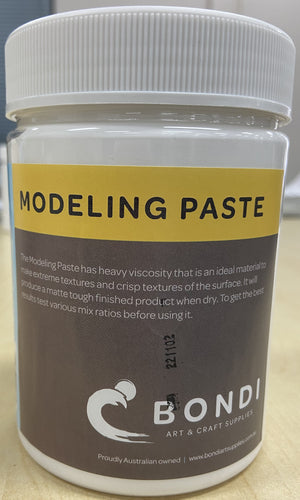 MODELING PASTE
The Modeling Paste has heavy viscosity that is an ideal material to
make extreme textures and crisp textures of the surface. It will
produce a matte tough finished product when dry. To get the best
results test various mix ratios before using it.
221102
BONDI
ART & CRAFT SUPPLIES
Proudly Australian owned | www.bondiartsupplies.com.au